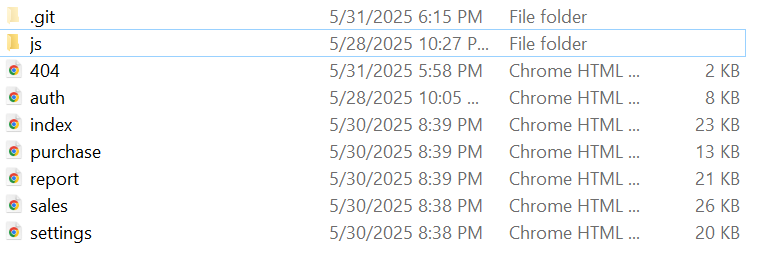 .git 5/31/2025 6:15 PM File folder
js 5/28/2025 10:27 P... File folder
404 5/31/2025 5:58 PM Chrome HTML ... 2 KB
auth 5/28/2025 10:05 ... Chrome HTML ... 8 KB
index 5/30/2025 8:39 PM Chrome HTML ... 23 KB
purchase 5/30/2025 8:39 PM Chrome HTML ... 13 KB
report 5/30/2025 8:39 PM Chrome HTML ... 21 KB
sales 5/30/2025 8:38 PM Chrome HTML ... 26 KB
settings 5/30/2025 8:38 PM Chrome HTML ... 20 KB